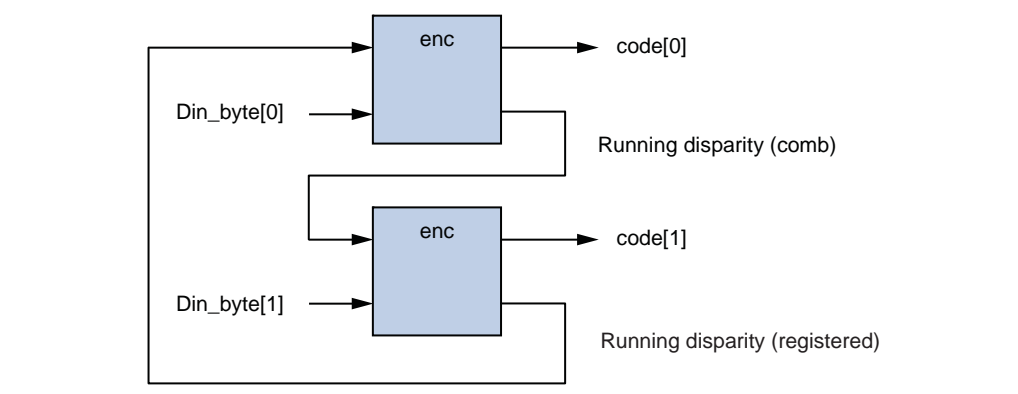 enc
code[0]
Din_byte[0]
Running disparity (comb)
enc
code[1]
Din_byte[1]
Running disparity (registered)